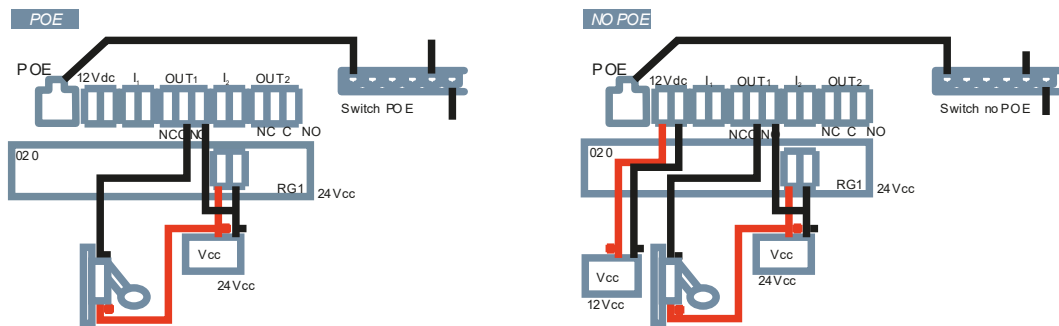 POE
POE
12Vdc
I1
OUT1
I2
OUT2
Switch POE
NC C NO
NC C NO
020
RG1
24Vcc
Vcc
24Vcc
NO POE
POE
12Vdc
I1
OUT1
I2
OUT2
Switch no POE
NC C NO
NC C NO
020
RG1
24Vcc
Vcc
12Vcc
Vcc
24Vcc